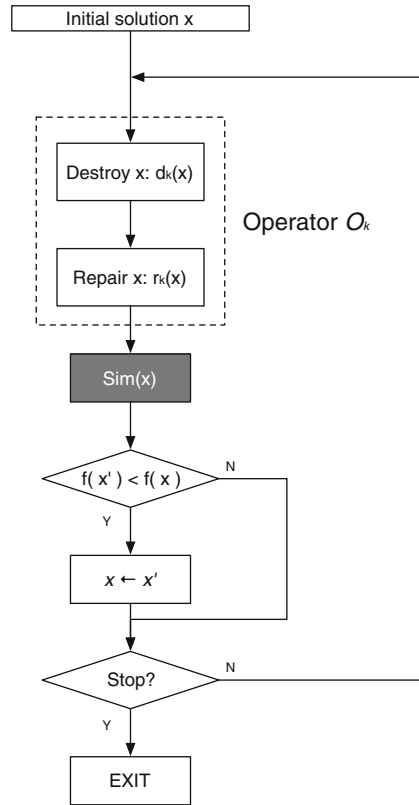 Initial solution x
Destroy x: dₖ(x)
Operator Oₖ
Repair x: rₖ(x)
Sim(x)
f( x' ) < f( x )
N
Y
x ← x'
Stop?
N
Y
EXIT